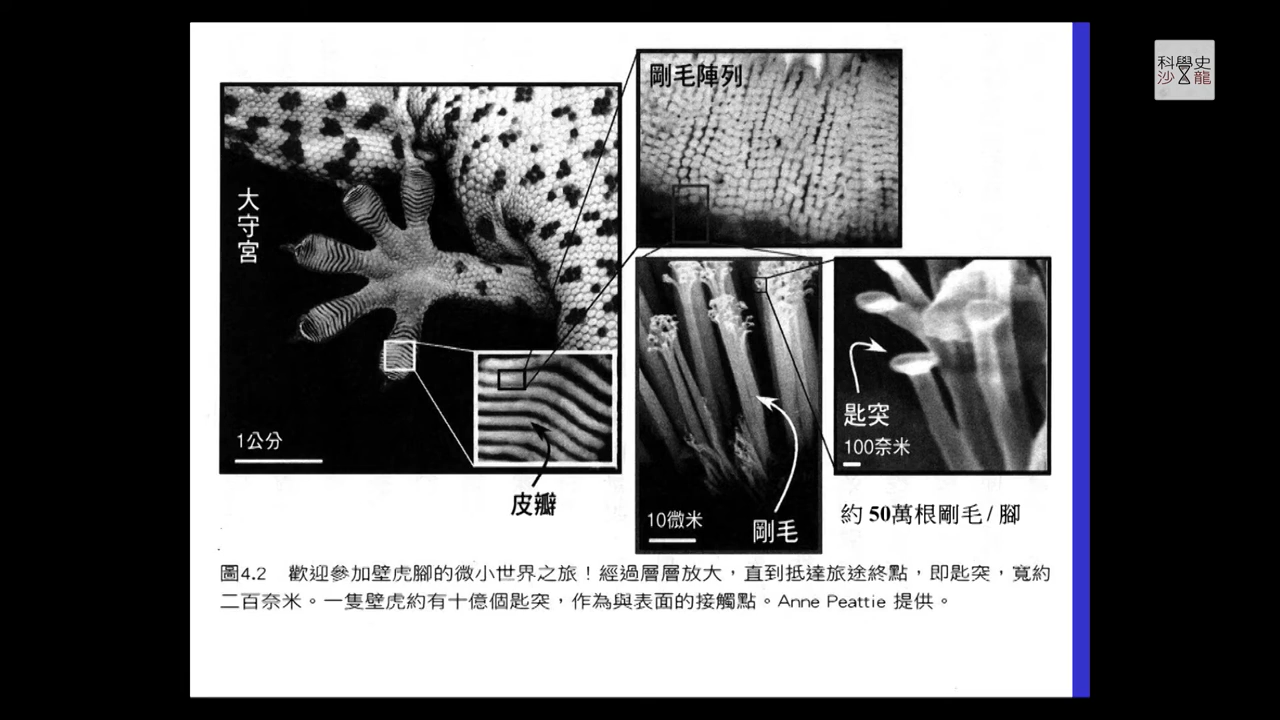 科學史
沙龍
剛毛陣列
大守宮
1公分
皮瓣
10微米
剛毛
匙突
100奈米
約 50萬根剛毛 / 腳
圖4.2 歡迎參加壁虎腳的微小世界之旅！經過層層放大，直到抵達旅途終點，即匙突，寬約
二百奈米。一隻壁虎約有十億個匙突，作為與表面的接觸點。Anne Peattie 提供。